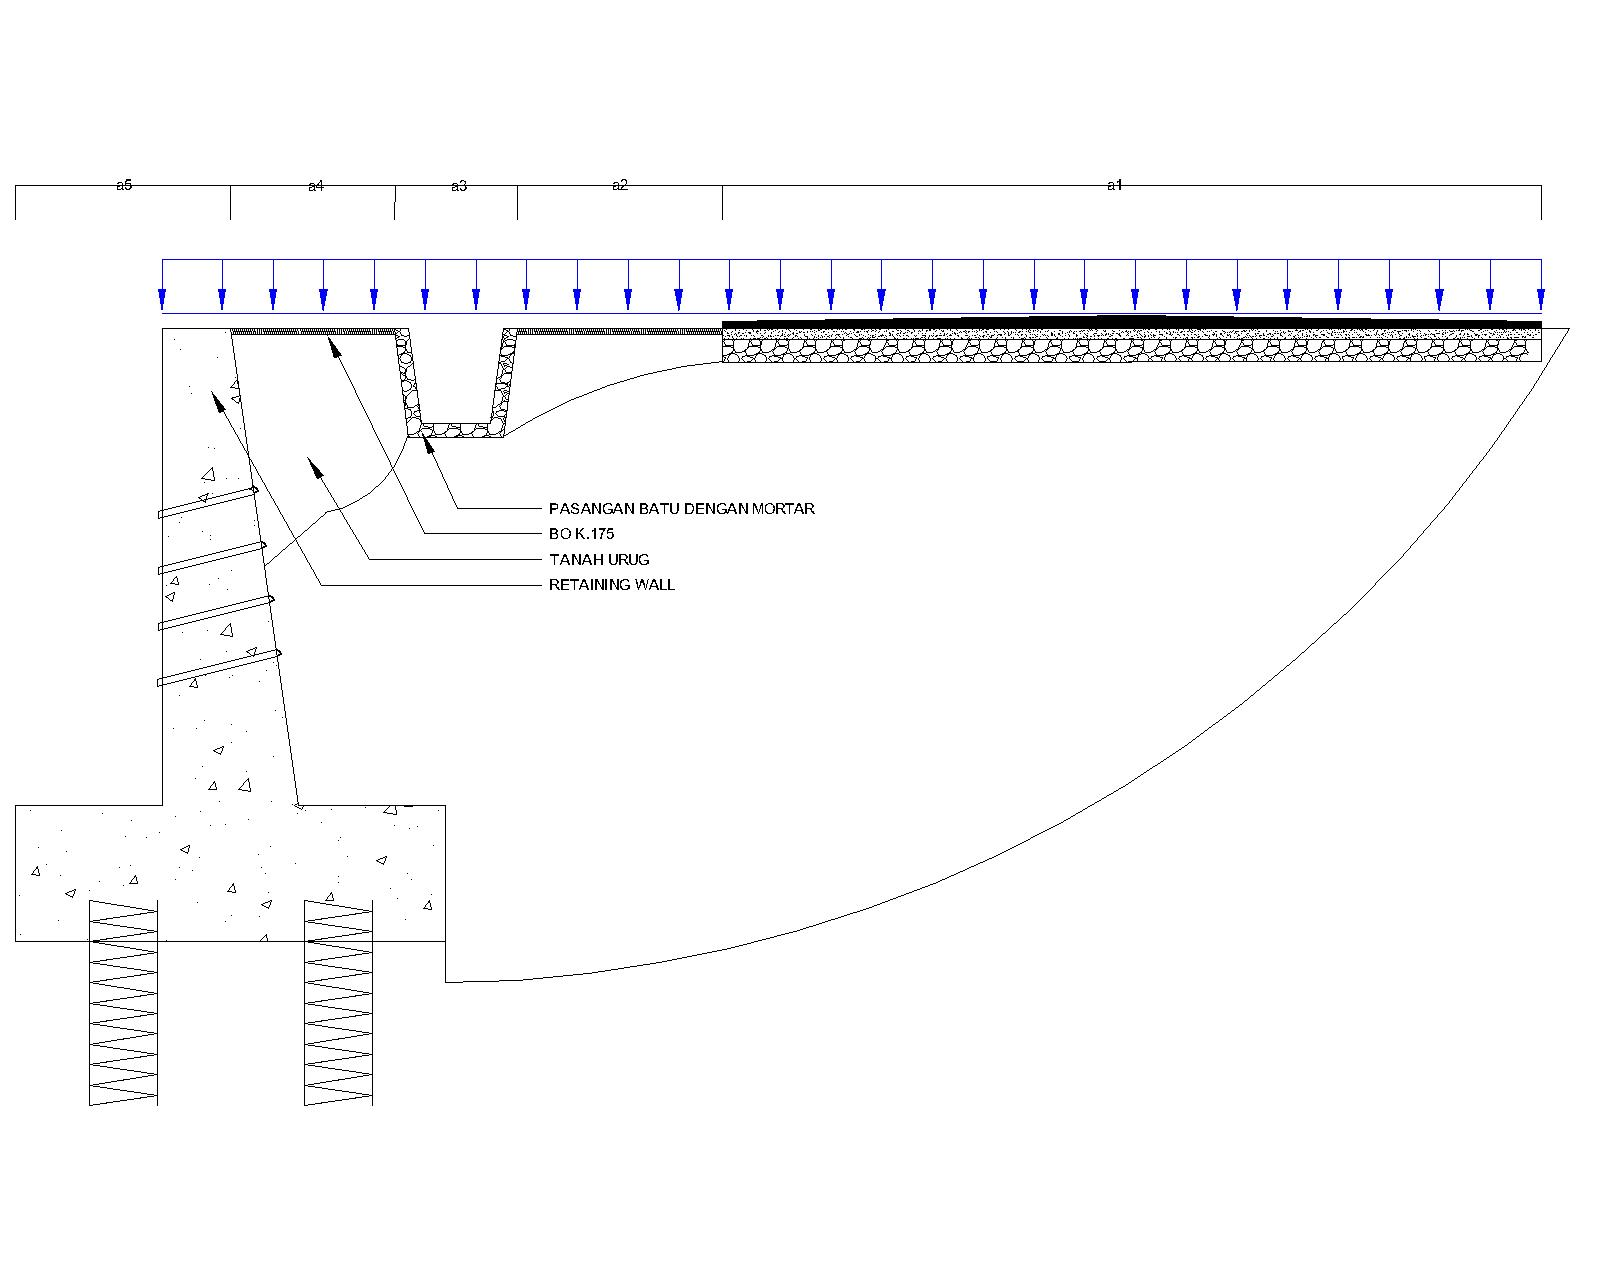 a5 a4 a3 a2 a1
PASANGAN BATU DENGAN MORTAR
BO K.175
TANAH URUG
RETAINING WALL